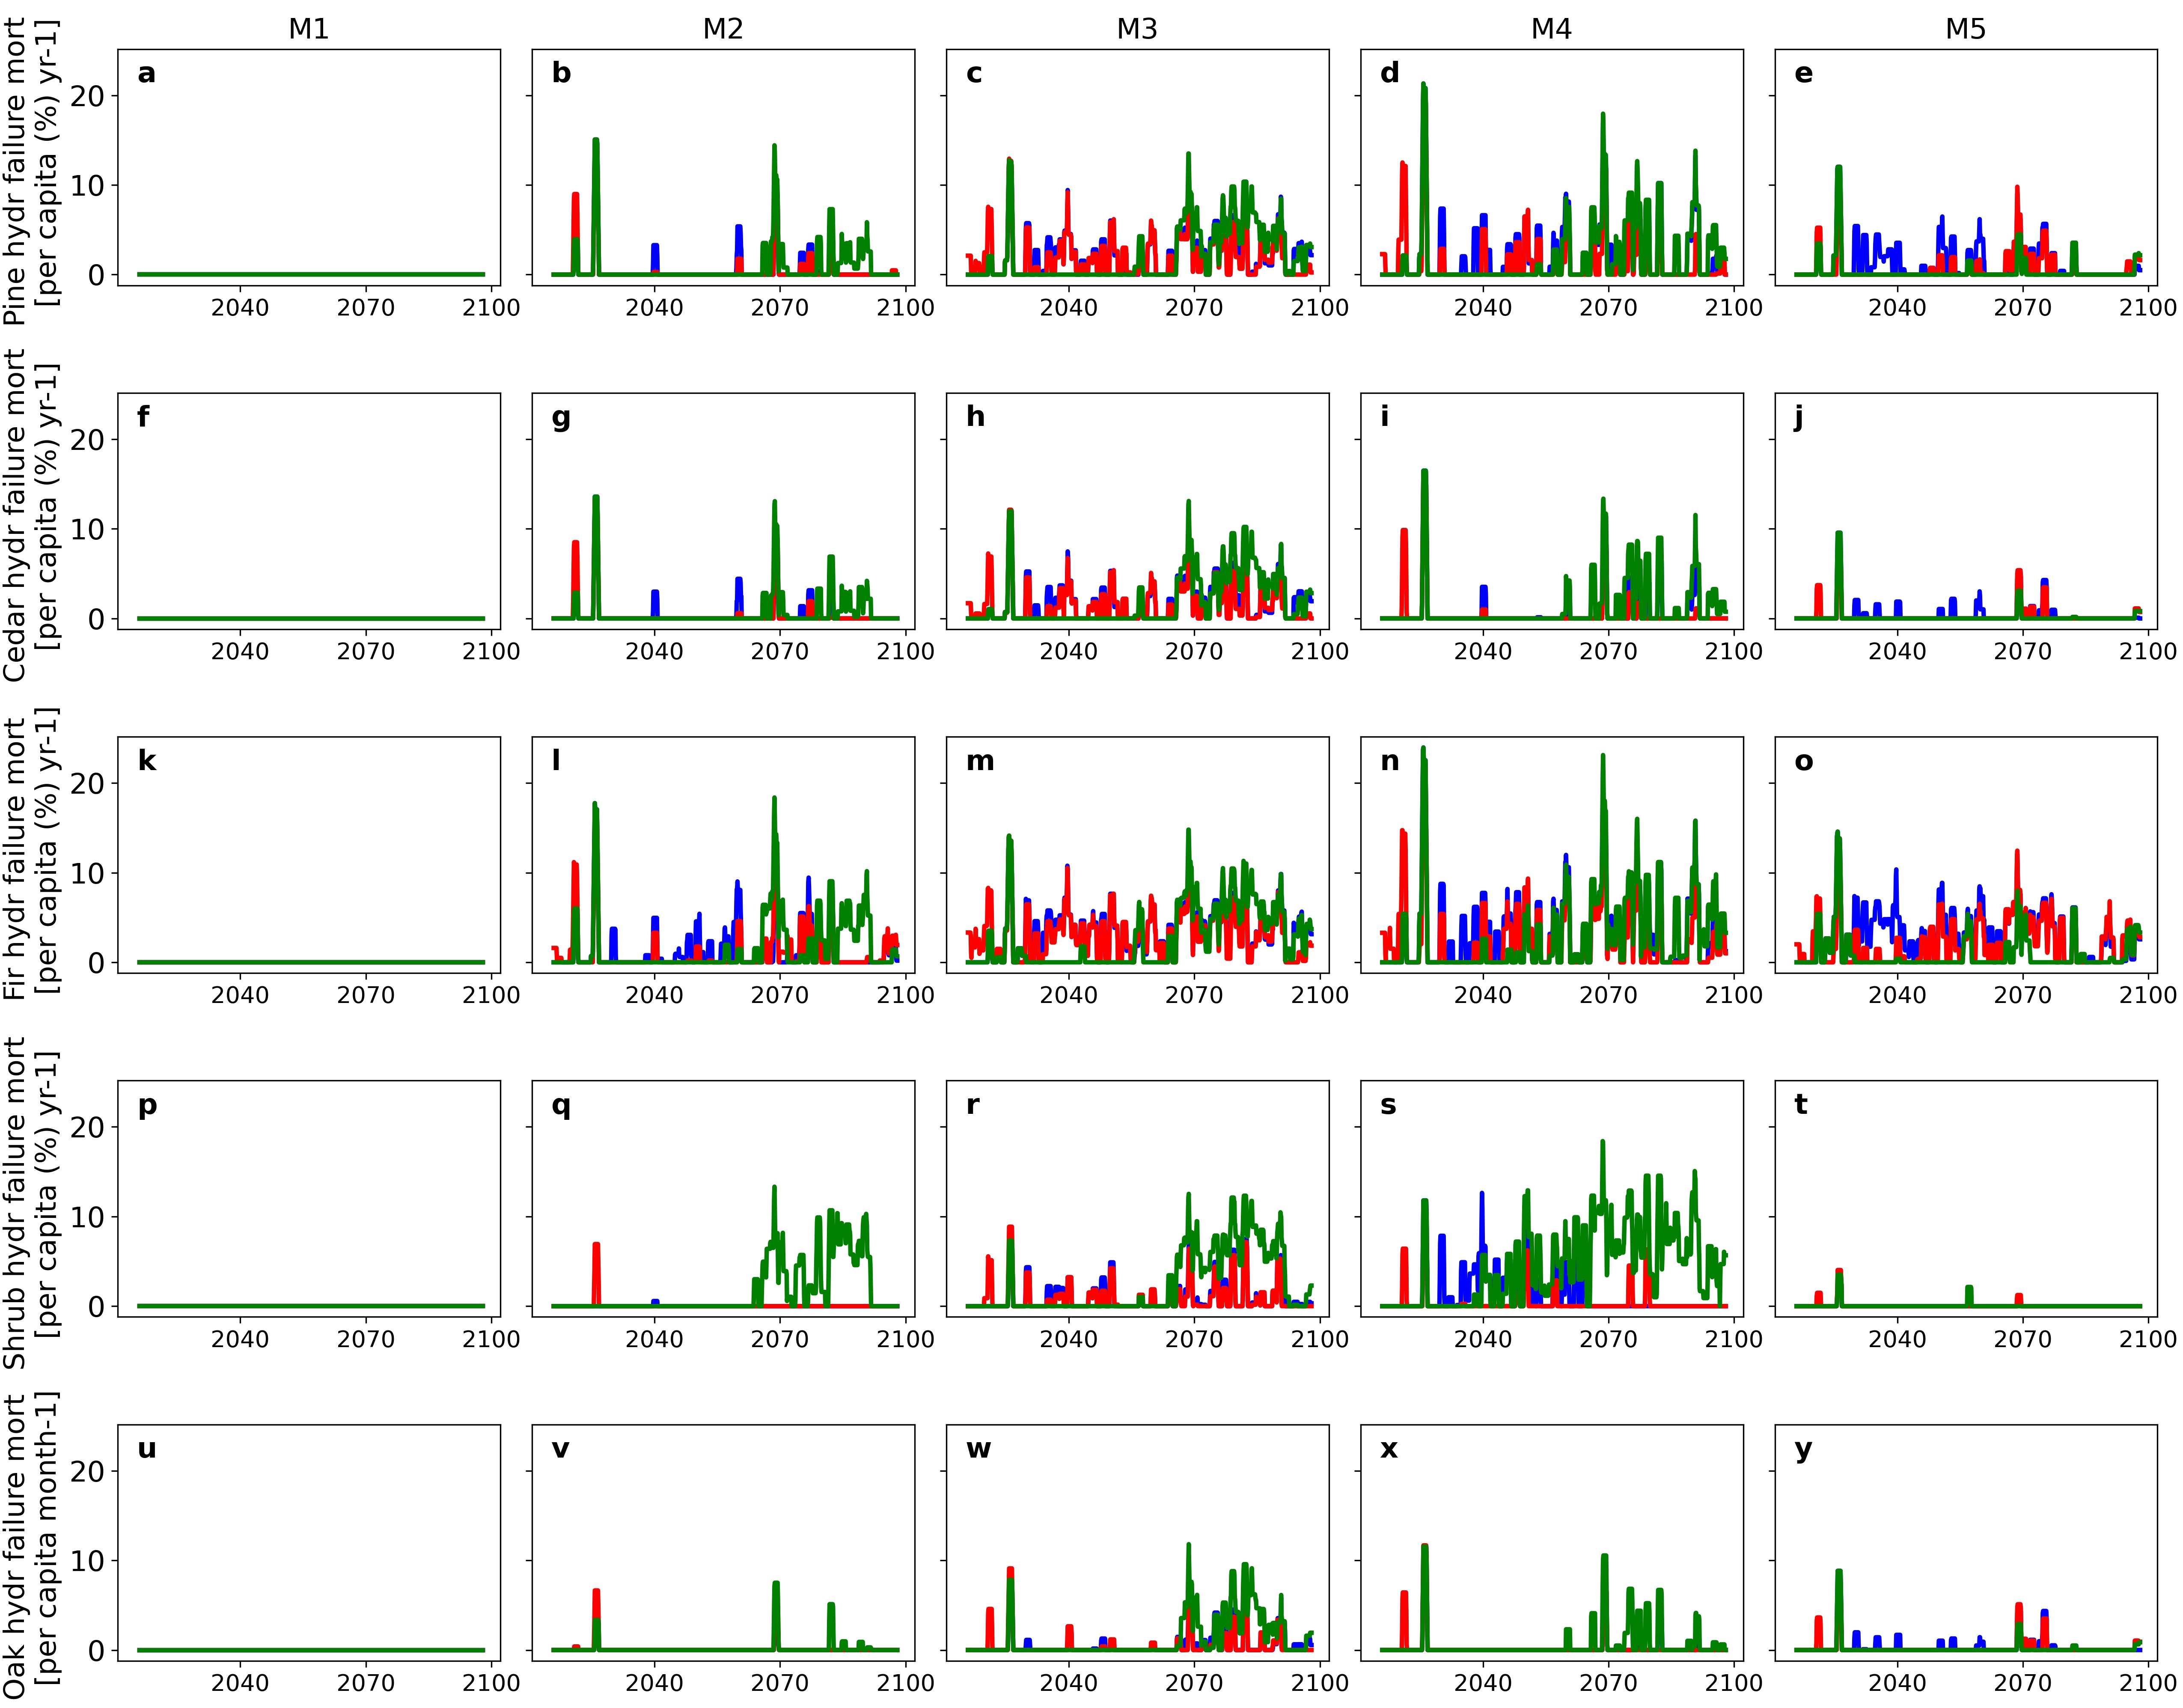 M1 M2 M3 M4 M5
Pine hydr failure mort
[per capita (%) yr-1]
a b c d e
20
10
0
2040 2070 2100 2040 2070 2100 2040 2070 2100 2040 2070 2100 2040 2070 2100
Cedar hydr failure mort
[per capita (%) yr-1]
f g h i j
20
10
0
2040 2070 2100 2040 2070 2100 2040 2070 2100 2040 2070 2100 2040 2070 2100
Fir hydr failure mort
[per capita (%) yr-1]
k l m n o
20
10
0
2040 2070 2100 2040 2070 2100 2040 2070 2100 2040 2070 2100 2040 2070 2100
Shrub hydr failure mort
[per capita (%) yr-1]
p q r s t
20
10
0
2040 2070 2100 2040 2070 2100 2040 2070 2100 2040 2070 2100 2040 2070 2100
Oak hydr failure mort
[per capita month-1]
u v w x y
20
10
0
2040 2070 2100 2040 2070 2100 2040 2070 2100 2040 2070 2100 2040 2070 2100